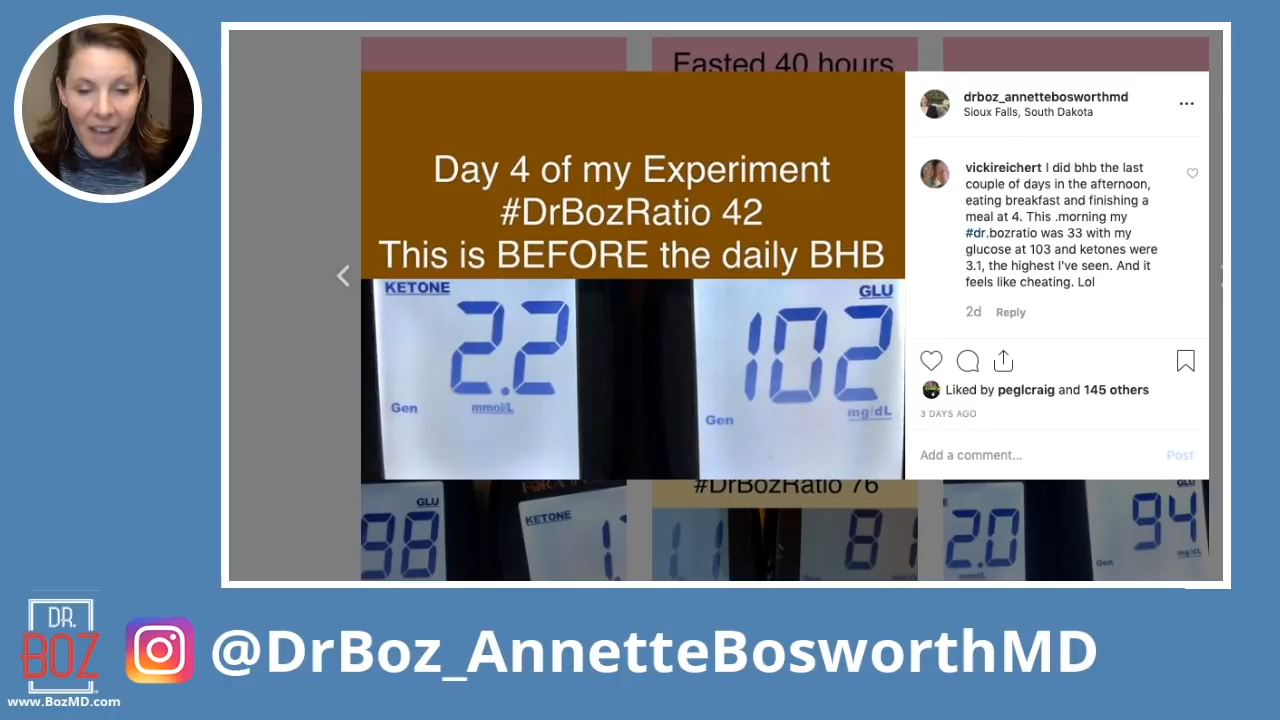 Fasted 40 hours
Day 4 of my Experiment
#DrBozRatio 42
This is BEFORE the daily BHB
KETONE
2.2
Gen
mmol/L
GLU
102
Gen
mg/dL
drboz_annettebosworthmd
Sioux Falls, South Dakota
vickireichert I did bhb the last
couple of days in the afternoon,
eating breakfast and finishing a
meal at 4. This .morning my
#dr.bozratio was 33 with my
glucose at 103 and ketones were
3.1, the highest I've seen. And it
feels like cheating. Lol
2d Reply
Liked by peglcraig and 145 others
3 DAYS AGO
Add a comment...
Post
GLU
98
KETONE
#DrBozRatio 76
2.0
GLU
94
Gen
mg/dL
DR.
BOZ
www.BozMD.com
@DrBoz_AnnetteBosworthMD